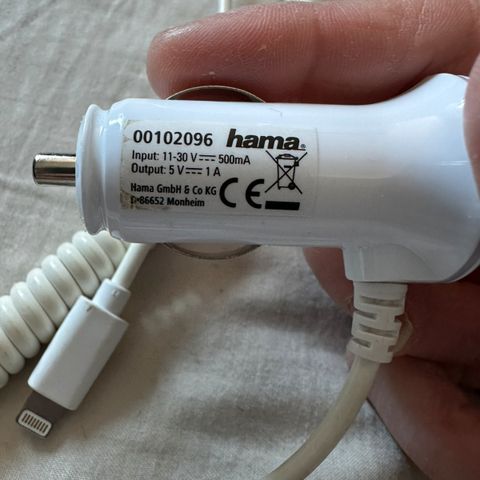 00102096 hama®
Input: 11-30 V⎓ 500mA
Output: 5 V⎓ 1 A
Hama GmbH & Co KG
D-86652 Monheim
CE